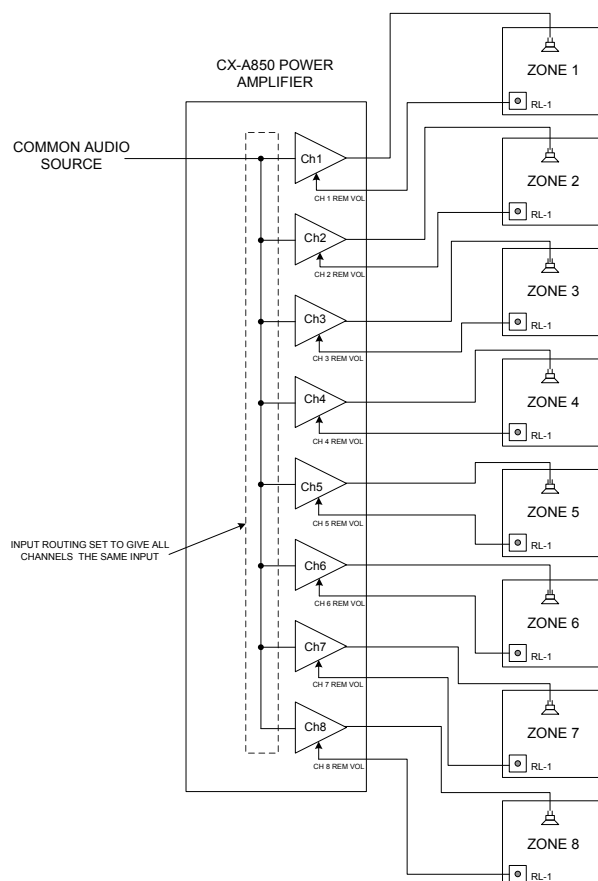 CX-A850 POWER
AMPLIFIER
COMMON AUDIO
SOURCE
INPUT ROUTING SET TO GIVE ALL
CHANNELS THE SAME INPUT
Ch1
CH 1 REM VOL
Ch2
CH 2 REM VOL
Ch3
CH 3 REM VOL
Ch4
CH 4 REM VOL
Ch5
CH 5 REM VOL
Ch6
CH 6 REM VOL
Ch7
CH 7 REM VOL
Ch8
CH 8 REM VOL
ZONE 1
RL-1
ZONE 2
RL-1
ZONE 3
RL-1
ZONE 4
RL-1
ZONE 5
RL-1
ZONE 6
RL-1
ZONE 7
RL-1
ZONE 8
RL-1